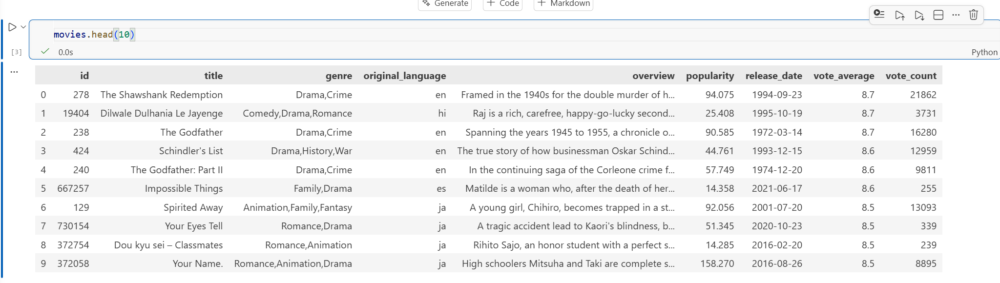 Generate + Code + Markdown
movies.head(10)
[3] 0.0s Python
... id title genre original_language overview popularity release_date vote_average vote_count
0 278 The Shawshank Redemption Drama,Crime en Framed in the 1940s for the double murder of h... 94.075 1994-09-23 8.7 21862
1 19404 Dilwale Dulhania Le Jayenge Comedy,Drama,Romance hi Raj is a rich, carefree, happy-go-lucky second... 25.408 1995-10-19 8.7 3731
2 238 The Godfather Drama,Crime en Spanning the years 1945 to 1955, a chronicle o... 90.585 1972-03-14 8.7 16280
3 424 Schindler's List Drama,History,War en The true story of how businessman Oskar Schind... 44.761 1993-12-15 8.6 12959
4 240 The Godfather: Part II Drama,Crime en In the continuing saga of the Corleone crime f... 57.749 1974-12-20 8.6 9811
5 667257 Impossible Things Family,Drama es Matilde is a woman who, after the death of her... 14.358 2021-06-17 8.6 255
6 129 Spirited Away Animation,Family,Fantasy ja A young girl, Chihiro, becomes trapped in a st... 92.056 2001-07-20 8.5 13093
7 730154 Your Eyes Tell Romance,Drama ja A tragic accident lead to Kaori's blindness, b... 51.345 2020-10-23 8.5 339
8 372754 Dou kyu sei – Classmates Romance,Animation ja Rihito Sajo, an honor student with a perfect s... 14.285 2016-02-20 8.5 239
9 372058 Your Name. Romance,Animation,Drama ja High schoolers Mitsuha and Taki are complete s... 158.270 2016-08-26 8.5 8895